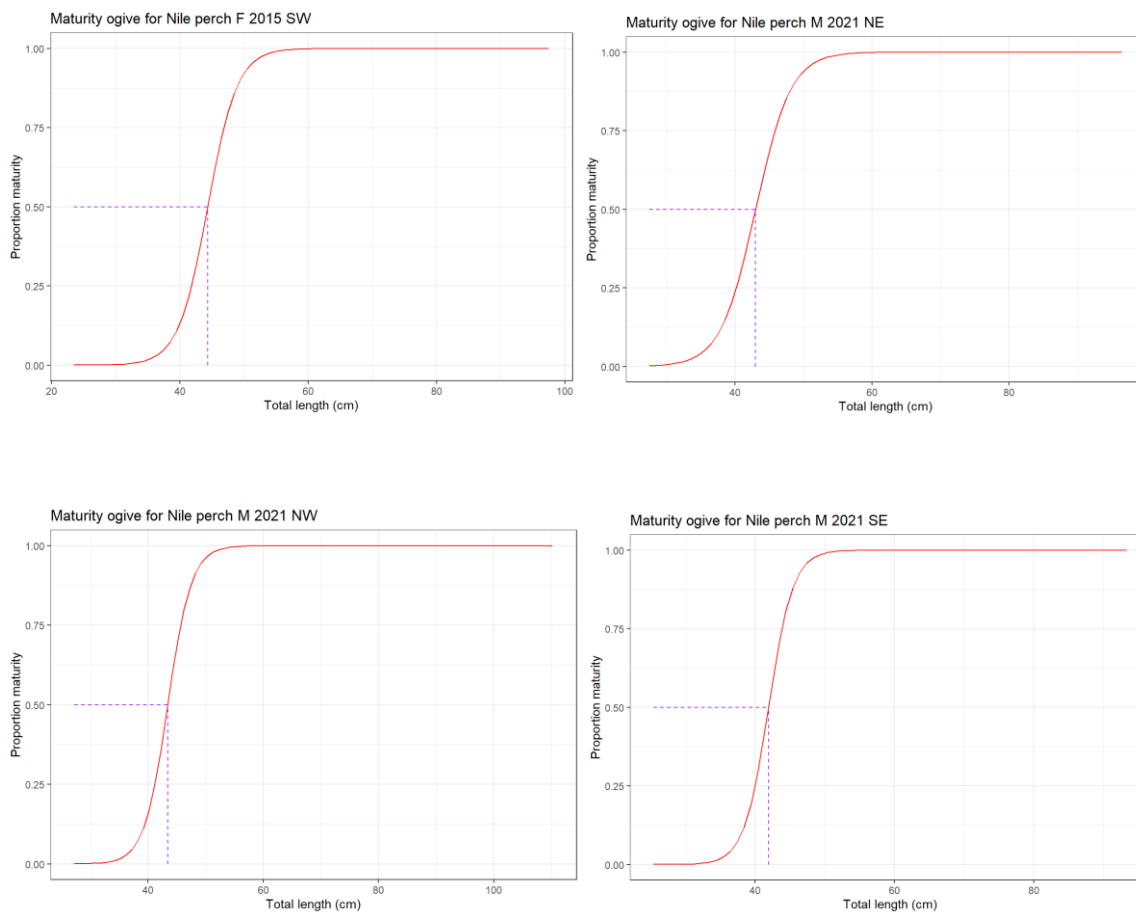 Maturity ogive for Nile perch F 2015 SW
1.00
0.75
0.50
0.25
0.00
Proportion maturity
20 40 60 80 100
Total length (cm)
Maturity ogive for Nile perch M 2021 NE
1.00
0.75
0.50
0.25
0.00
Proportion maturity
40 60 80
Total length (cm)
Maturity ogive for Nile perch M 2021 NW
1.00
0.75
0.50
0.25
0.00
Proportion maturity
40 60 80 100
Total length (cm)
Maturity ogive for Nile perch M 2021 SE
1.00
0.75
0.50
0.25
0.00
Proportion maturity
40 60 80
Total length (cm)